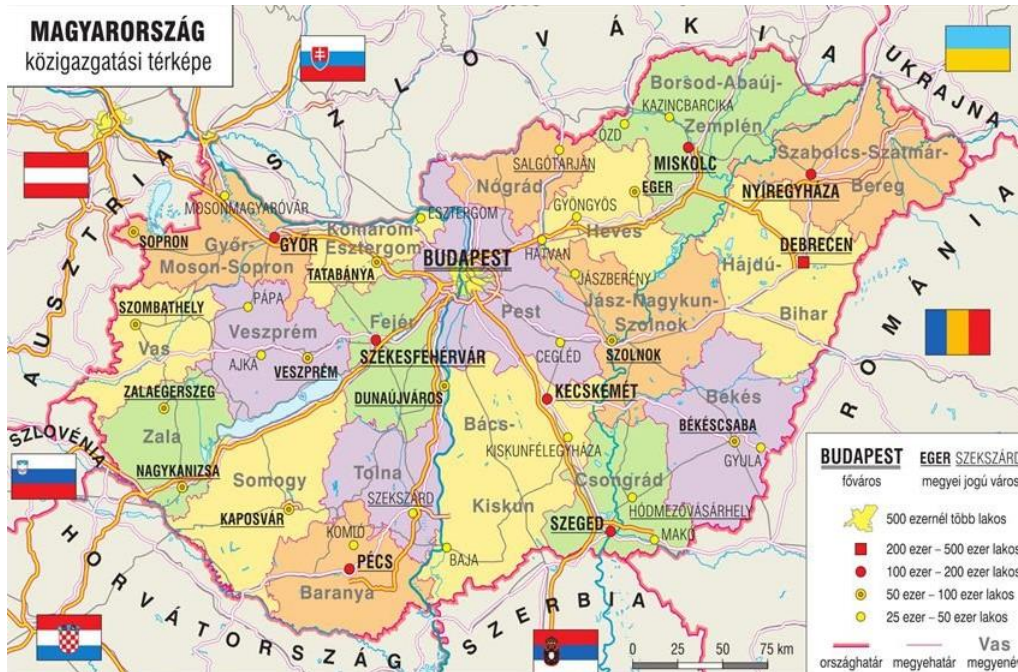 MAGYARORSZÁG
közigazgatási térképe
SZLOVÁKIA
UKRAJNA
AUSZTRIA
ROMÁNIA
SZLOVÉNIA
HORVÁTORSZÁG
SZERBIA
Borsod-Abaúj-
Zemplén
KAZINCBARCIKA
ÓZD
MISKOLC
Szabolcs-Szatmár-
Bereg
NYÍREGYHÁZA
SALGÓTARJÁN
Nógrád
EGER
GYÖNGYÖS
Heves
HATVAN
MOSONMAGYARÓVÁR
ESZTERGOM
Komárom-
Esztergom
SOPRON
GYŐR
Győr-
Moson-Sopron
TATABÁNYA
BUDAPEST
DEBRECEN
Hajdú-
Bihar
JÁSZBERÉNY
Jász-Nagykun-
Szolnok
SZOLNOK
SZOMBATHELY
PÁPA
Vas
Veszprém
AJKA
VESZPRÉM
Fejér
SZÉKESFEHÉRVÁR
Pest
CEGLÉD
ZALAEGERSZEG
DUNAÚJVÁROS
KECSKEMÉT
Békés
BÉKÉSCSABA
GYULA
Zala
NAGYKANIZSA
Somogy
KAPOSVÁR
Tolna
SZEKSZÁRD
Bács-
Kiskun
KISKUNFÉLEGYHÁZA
Csongrád
HÓDMEZŐVÁSÁRHELY
SZEGED
MAKÓ
KOMLÓ
PÉCS
Baranya
BAJA
BUDAPEST EGER SZEKSZÁRD
főváros megyei jogú város
500 ezernél több lakos
200 ezer – 500 ezer lakos
100 ezer – 200 ezer lakos
50 ezer – 100 ezer lakos
25 ezer – 50 ezer lakos
Vas
országhatár megyehatár megyené
0 25 50 75 km